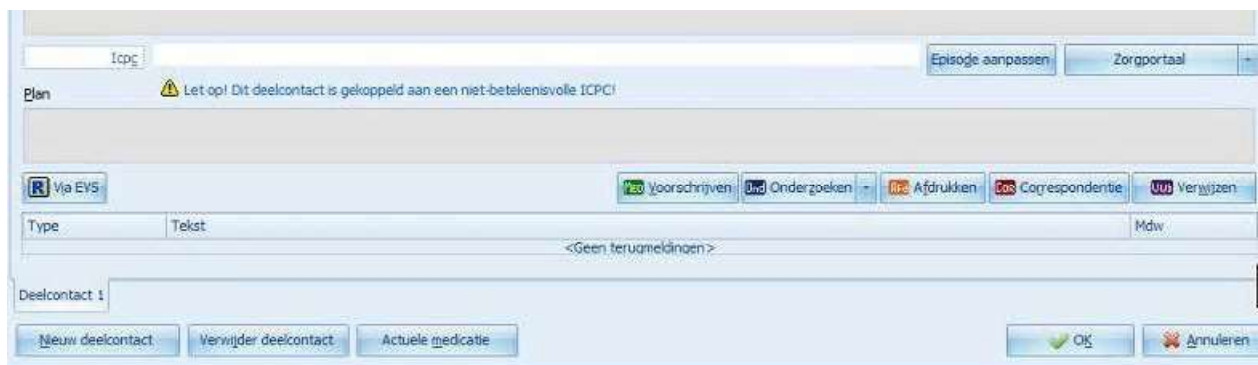 Icpc
Episode aanpassen
Zorgportaal
Plan
Let op! Dit deelcontact is gekoppeld aan een niet-betekenisvolle ICPC!
R Via EVS
Voorschrijven
Ond Onderzoeken
Afdrukken
Cor Correspondentie
Verwijzen
Type Tekst Mdw
<Geen terugmeldingen>
Deelcontact 1
Nieuw deelcontact
Verwijder deelcontact
Actuele medicatie
OK
Annuleren